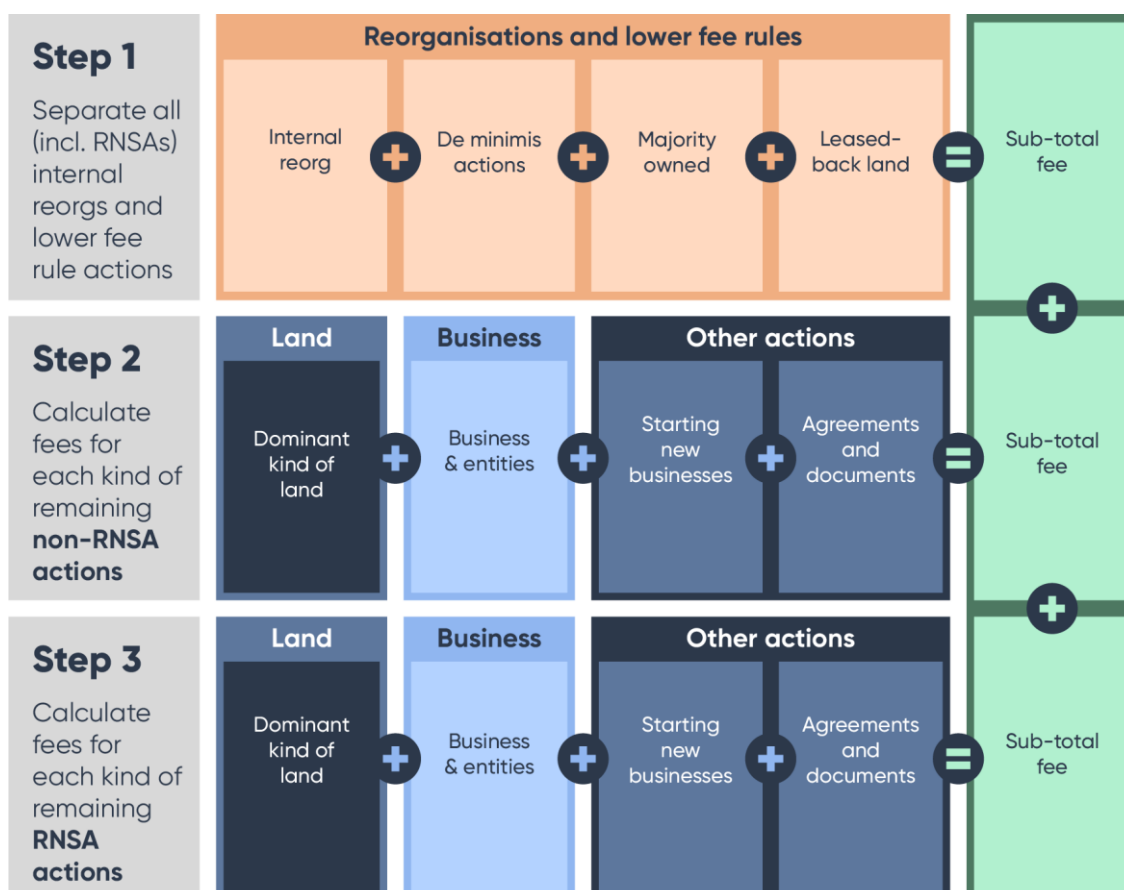 Step 1
Separate all
(incl. RNSAs)
internal
reorgs and
lower fee
rule actions
Reorganisations and lower fee rules
Internal
reorg
+
De minimis
actions
+
Majority
owned
+
Leased-
back land
=
Sub-total
fee
+
Step 2
Calculate
fees for
each kind of
remaining
non-RNSA
actions
Land
Dominant
kind of
land
+
Business
Business
& entities
+
Other actions
Starting
new
businesses
+
Agreements
and
documents
=
Sub-total
fee
+
Step 3
Calculate
fees for
each kind of
remaining
RNSA
actions
Land
Dominant
kind of
land
+
Business
Business
& entities
+
Other actions
Starting
new
businesses
+
Agreements
and
documents
=
Sub-total
fee